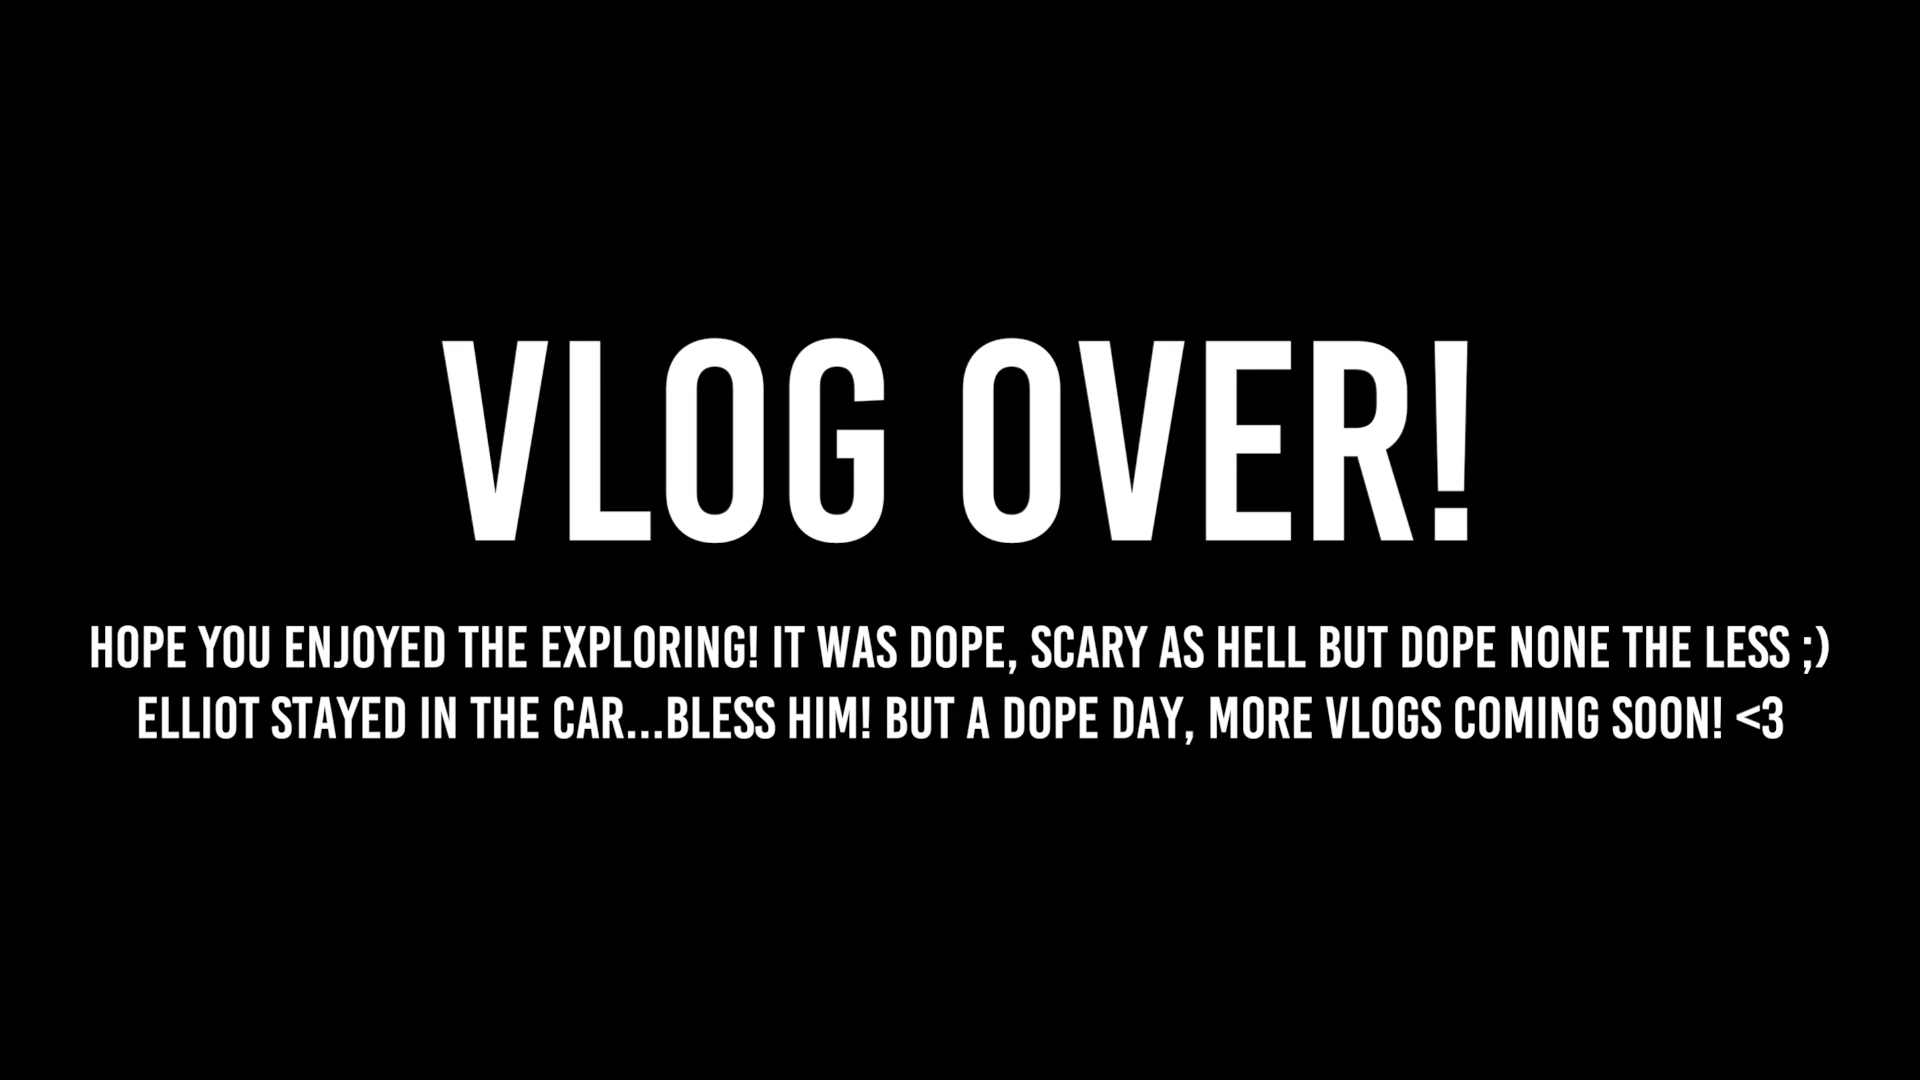 VLOG OVER!
HOPE YOU ENJOYED THE EXPLORING! IT WAS DOPE, SCARY AS HELL BUT DOPE NONE THE LESS ;)
ELLIOT STAYED IN THE CAR...BLESS HIM! BUT A DOPE DAY, MORE VLOGS COMING SOON! <3